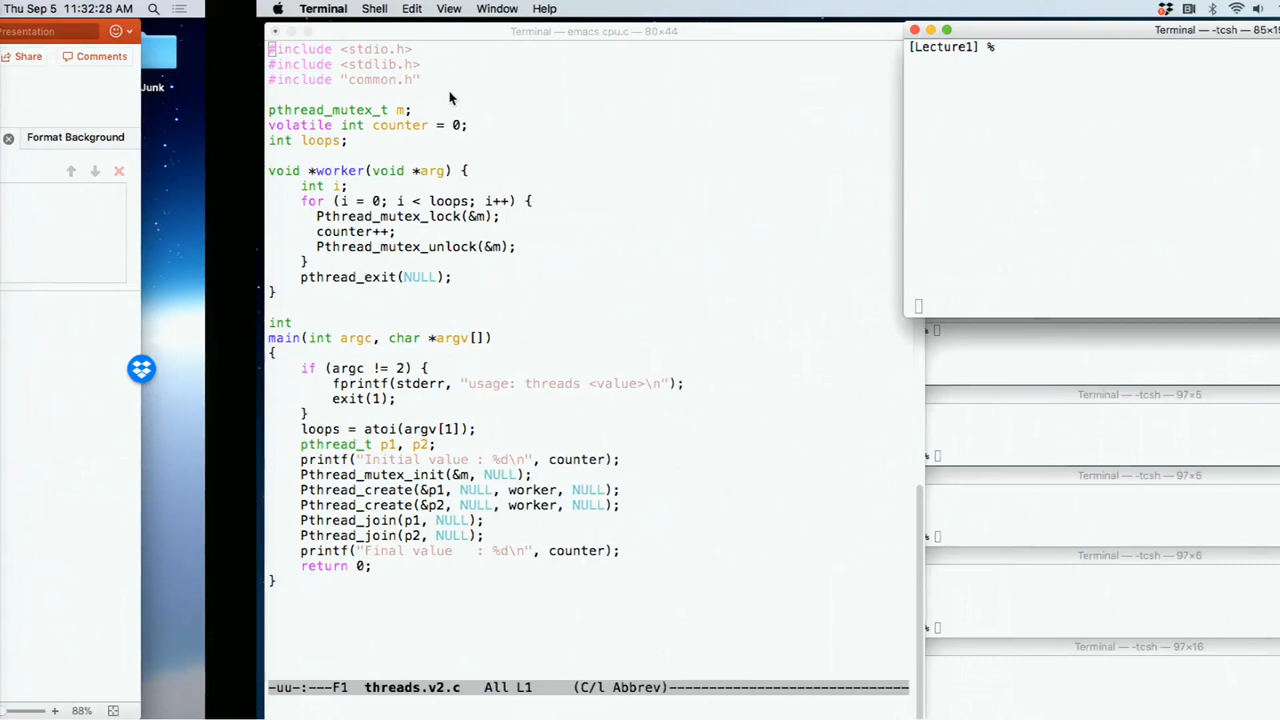 Thu Sep 5 11:32:28 AM
Presentation
Share Comments
Junk
Format Background
88%
Terminal Shell Edit View Window Help
Terminal — emacs cpu.c — 80×44
#include <stdio.h>
#include <stdlib.h>
#include "common.h"
pthread_mutex_t m;
volatile int counter = 0;
int loops;
void *worker(void *arg) {
int i;
for (i = 0; i < loops; i++) {
Pthread_mutex_lock(&m);
counter++;
Pthread_mutex_unlock(&m);
}
pthread_exit(NULL);
}
int
main(int argc, char *argv[])
{
if (argc != 2) {
fprintf(stderr, "usage: threads <value>\n");
exit(1);
}
loops = atoi(argv[1]);
pthread_t p1, p2;
printf("Initial value : %d\n", counter);
Pthread_mutex_init(&m, NULL);
Pthread_create(&p1, NULL, worker, NULL);
Pthread_create(&p2, NULL, worker, NULL);
Pthread_join(p1, NULL);
Pthread_join(p2, NULL);
printf("Final value   : %d\n", counter);
return 0;
}
-uu-:---F1 threads.v2.c All L1 (C/l Abbrev)--------------------------------
Terminal — -tcsh — 85×1
[Lecture1] %
%
Terminal — -tcsh — 97×5
%
Terminal — -tcsh — 97×5
%
Terminal — -tcsh — 97×6
%
Terminal — -tcsh — 97×16